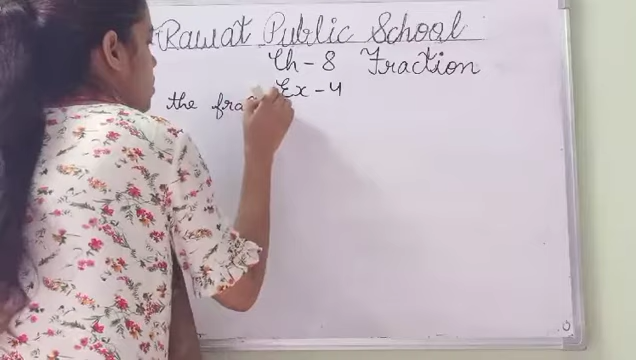 Rawat Public School
Ch - 8 Fraction
Ex - 4
the fra